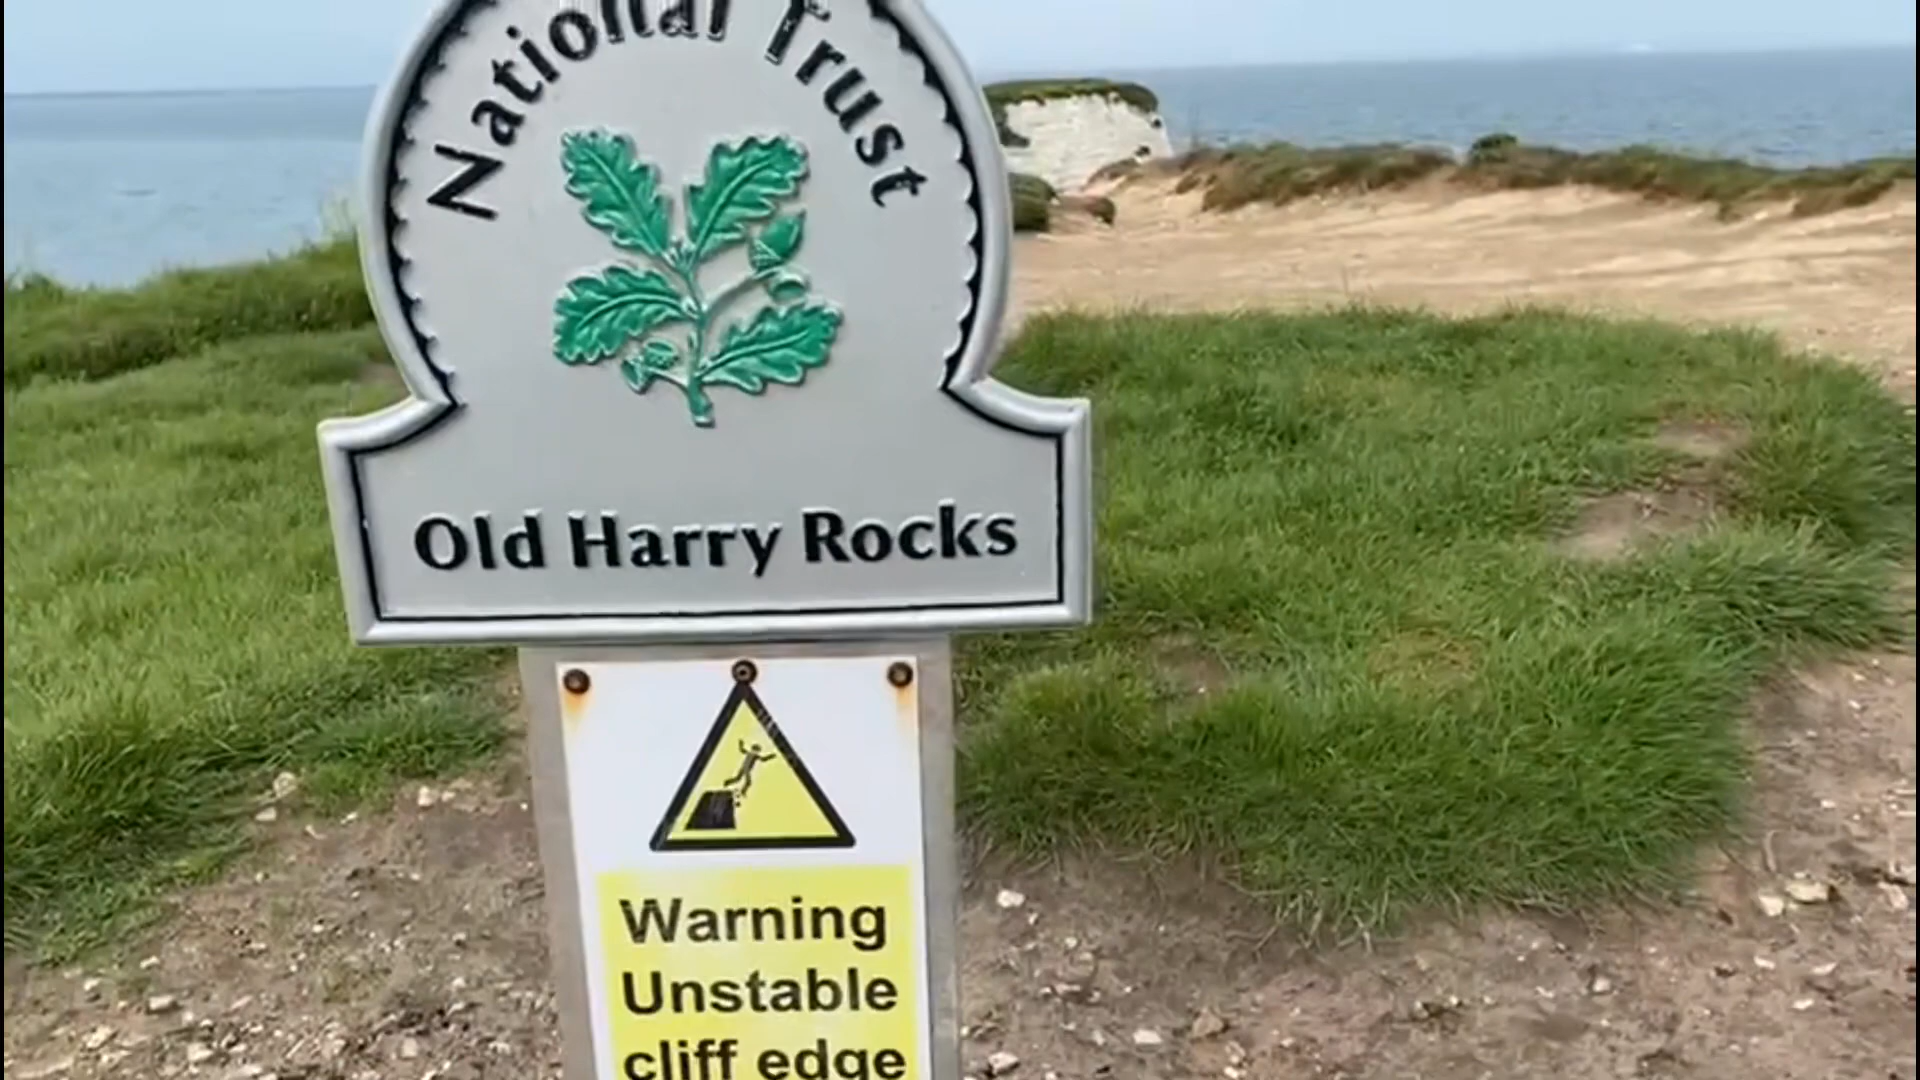 National Trust
Old Harry Rocks
Warning
Unstable
cliff edge